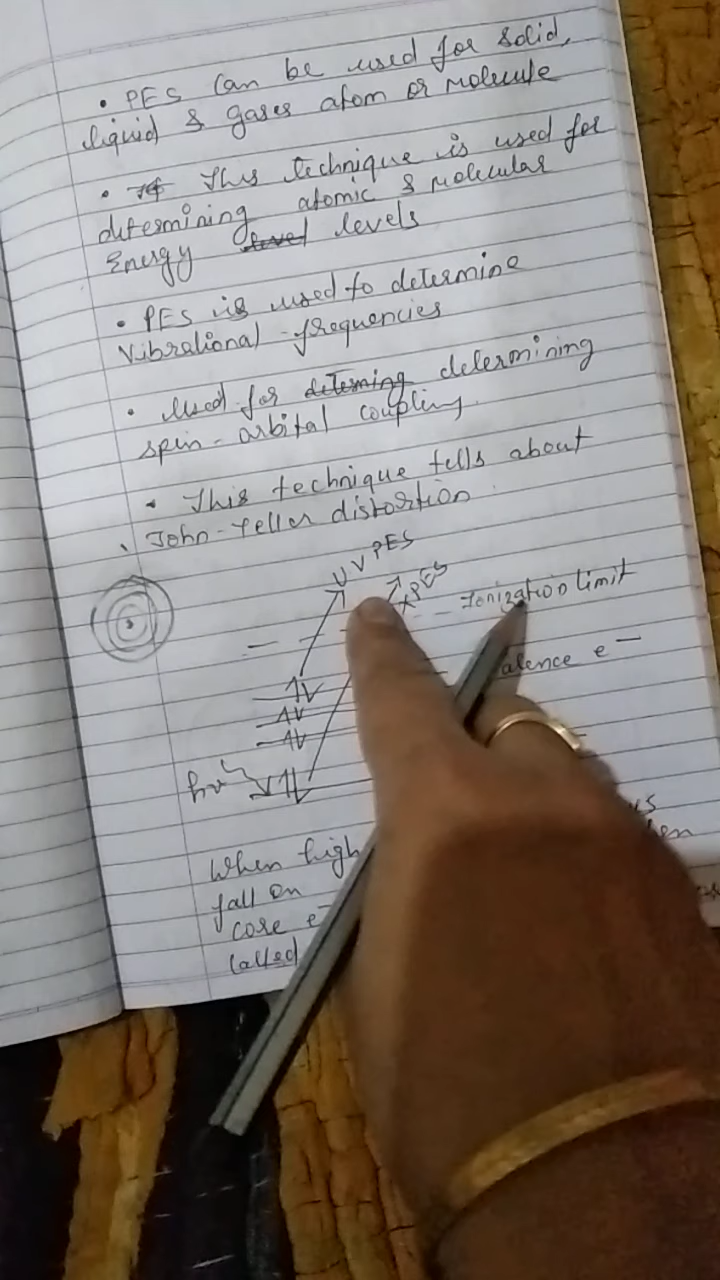 • PES can be used for solid,
liquid & gases atom or molecule
• This technique is used for
determining atomic & molecular
Energy level levels
• PES is used to determine
vibrational frequencies
• Used for determing determining
spin-orbital coupling.
• This technique tells about
John-Teller distortion.
UVPES
XPES
Ionization limit
alence e⁻
hν
When high
fall on
core e⁻
called